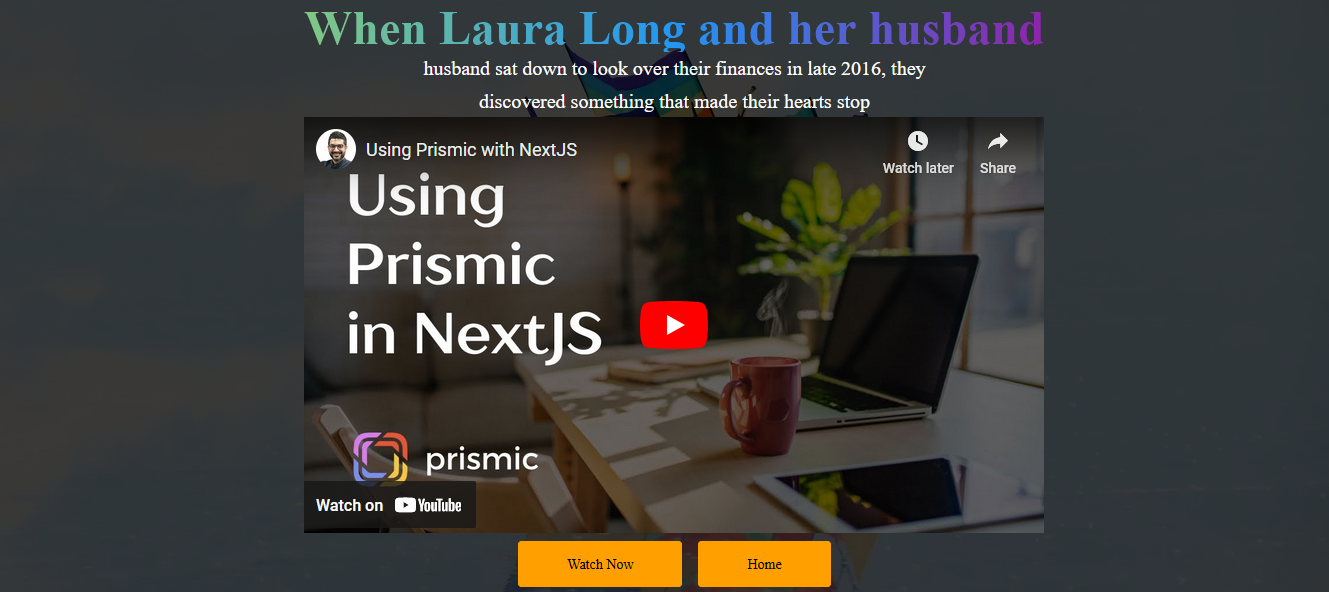 When Laura Long and her husband
husband sat down to look over their finances in late 2016, they
discovered something that made their hearts stop
Using Prismic with NextJS
Watch later
Share
Using
Prismic
in NextJS
prismic
Watch on YouTube
Watch Now
Home